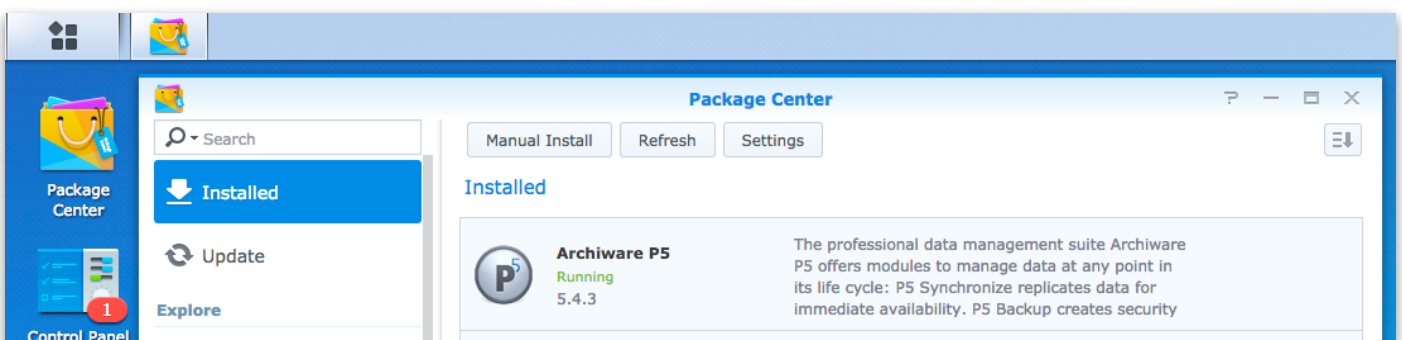 Package Center
Search
Manual Install
Refresh
Settings
Package
Center
Installed
Installed
Archiware P5
Running
5.4.3
P5
The professional data management suite Archiware
P5 offers modules to manage data at any point in
its life cycle: P5 Synchronize replicates data for
immediate availability. P5 Backup creates security
Update
Explore
1
Control Panel